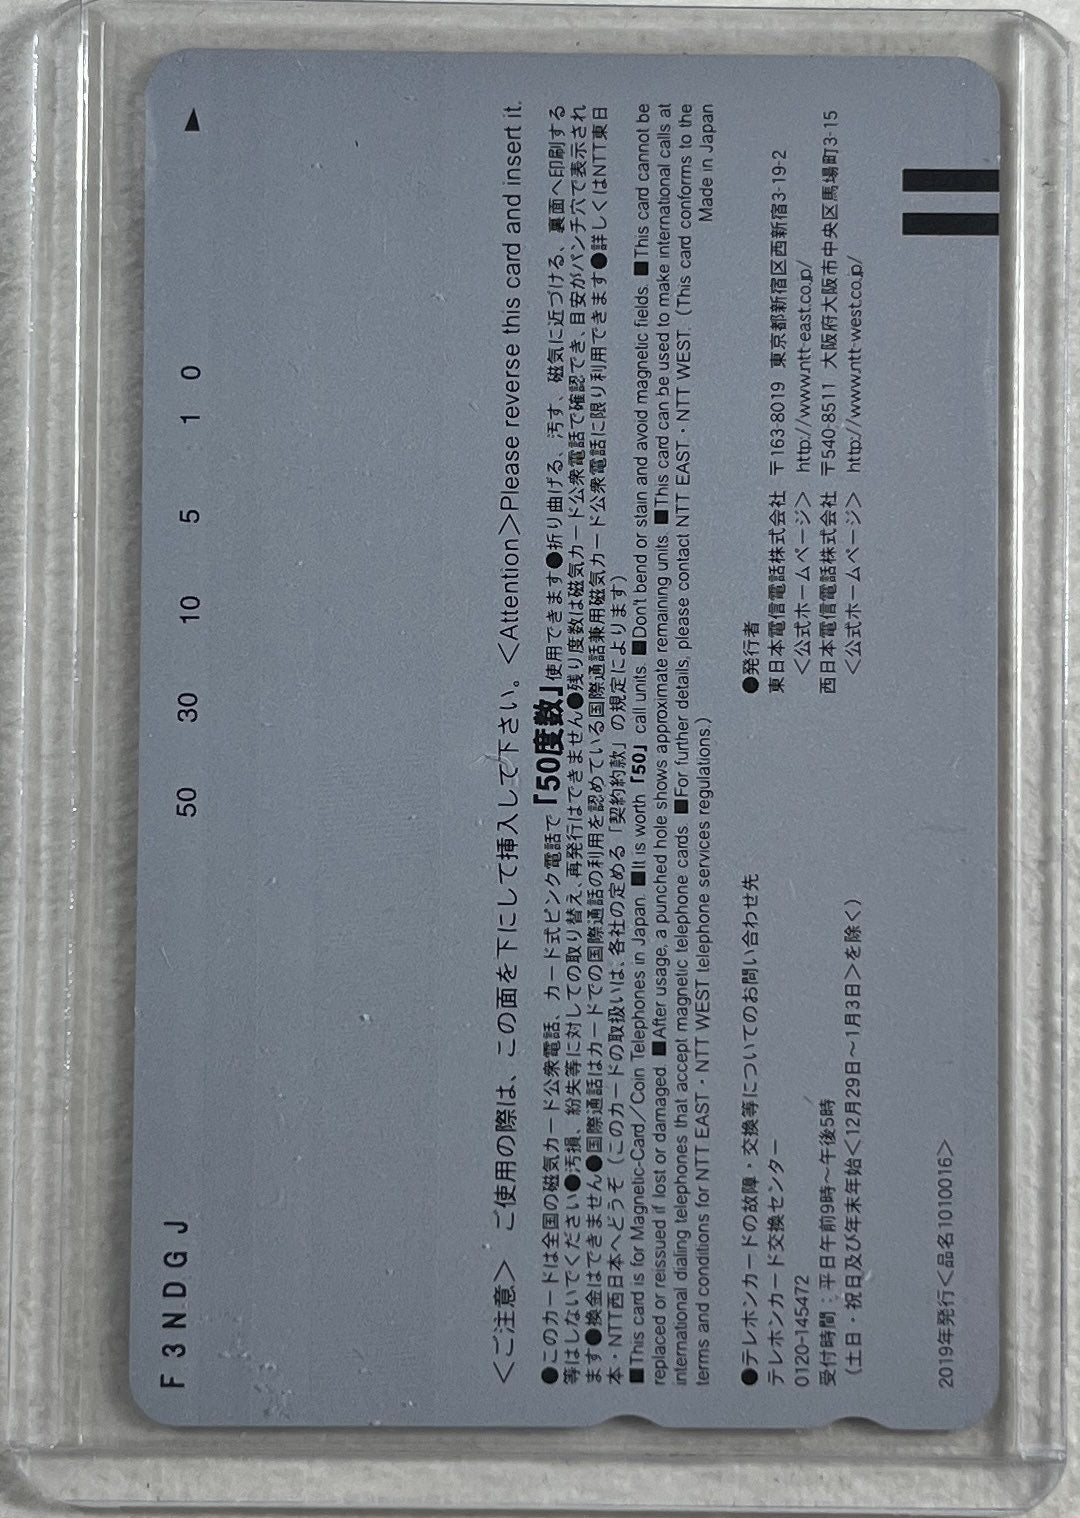 F 3 N D G J
50 30 10 5 1 0
<ご注意> ご使用の際は、この面を下にして挿入して下さい。<Attention>Please reverse this card and insert it.
●このカードは全国の磁気カード公衆電話、カード式ピンク電話で「50度数」使用できます●折り曲げる、汚す、磁気に近づける、裏面へ印刷する
等はしないでください●汚損、紛失等に対しての取り替え、再発行はできません●残り度数は磁気カード公衆電話で確認でき、目安がパンチ穴で表示され
ます●換金はできません●国際通話はカードでの国際通話の利用を認めている国際通話兼用磁気カード公衆電話に限り利用できます●詳しくはNTT東日
本・NTT西日本へどうぞ(このカードの取扱いは、各社の定める「契約約款」の規定によります)
■This card is for Magnetic-Card/Coin Telephones in Japan. ■It is worth「50」call units. ■Don't bend or stain and avoid magnetic fields. ■This card cannot be
replaced or reissued if lost or damaged. ■After usage, a punched hole shows approximate remaining units. ■This card can be used to make international calls at
international dialing telephones that accept magnetic telephone cards. ■For further details, please contact NTT EAST・NTT WEST. (This card conforms to the
terms and conditions for NTT EAST・NTT WEST telephone services regulations.)
Made in Japan
●テレホンカードの故障・交換等についてのお問い合わせ先
テレホンカード交換センター
0120-145472
受付時間:平日午前9時〜午後5時
(土日・祝日及び年末年始<12月29日〜1月3日>を除く)
●発行者
東日本電信電話株式会社 〒163-8019 東京都新宿区西新宿3-19-2
<公式ホームページ> http://www.ntt-east.co.jp/
西日本電信電話株式会社 〒540-8511 大阪府大阪市中央区馬場町3-15
<公式ホームページ> http://www.ntt-west.co.jp/
2019年発行<品名1010016>